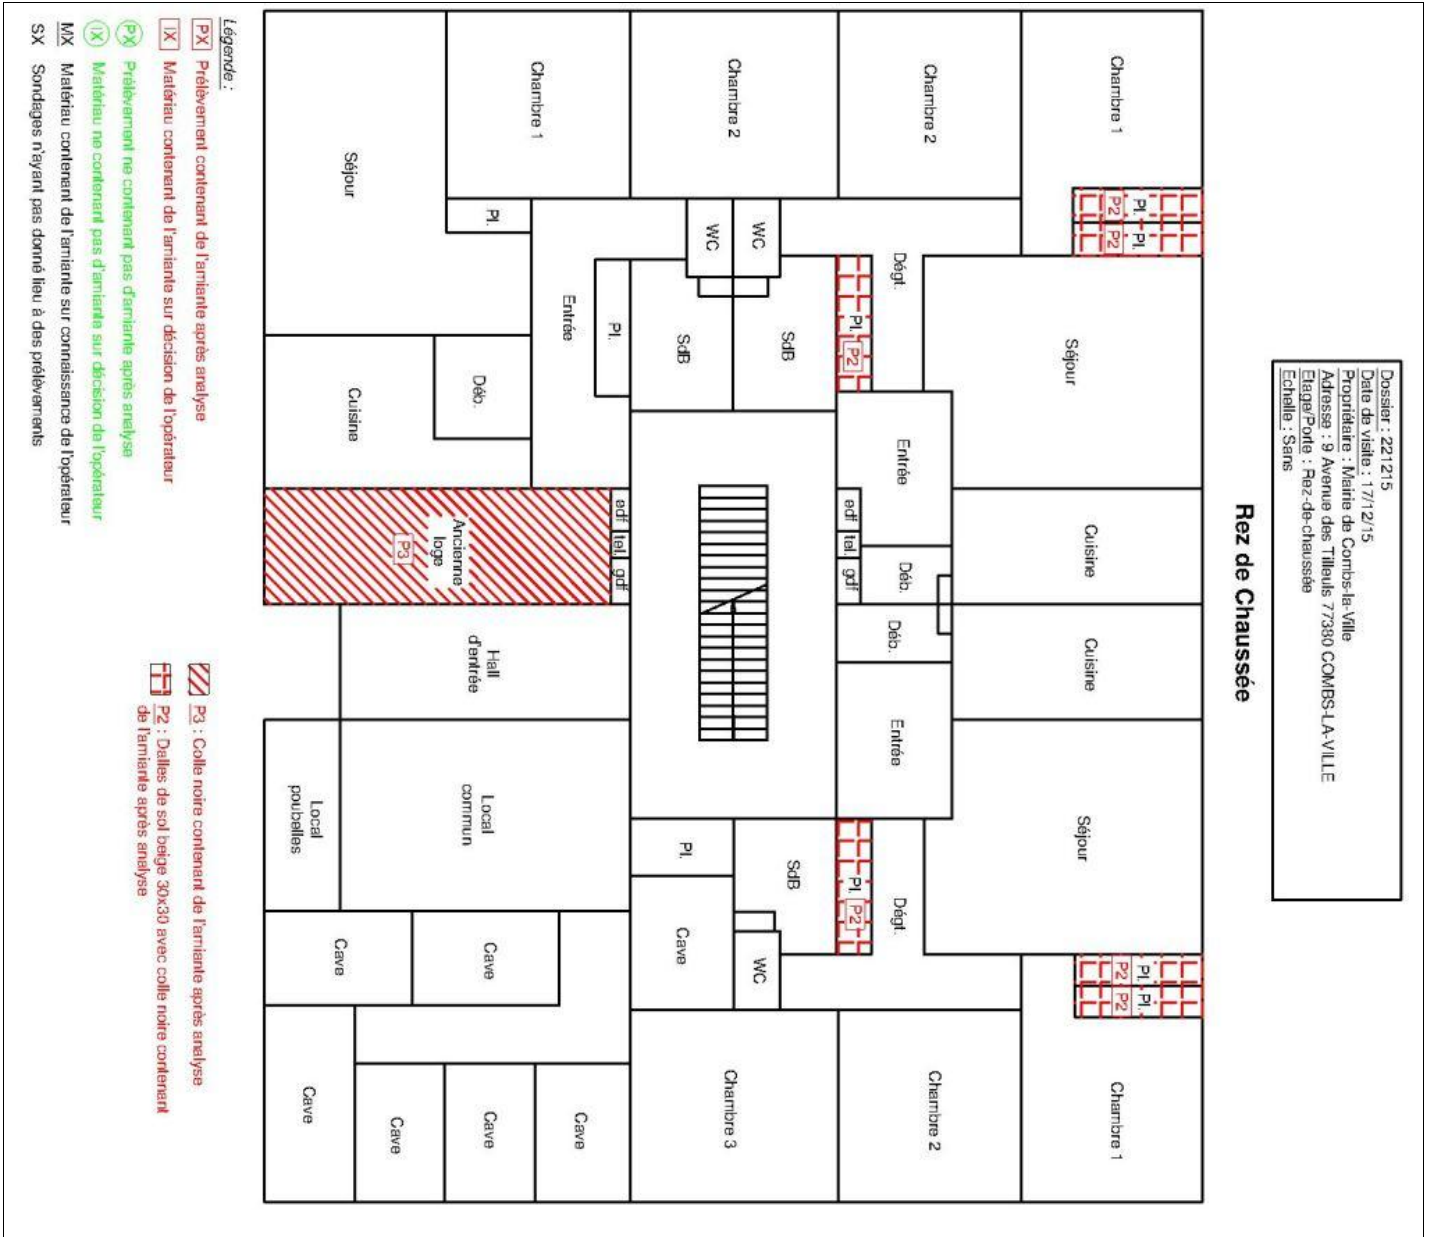 Dossier : 221215
Date de visite : 17/12/15
Propriétaire : Mairie de Combs-la-Ville
Adresse : 9 Avenue des Tilleuls 77380 COMBS-LA-VILLE
Etage/Porte : Rez-de-chaussée
Echelle : Sans
Rez de Chaussée
Chambre 1
Pl.
P2
Pl.
P2
Séjour
Cuisine
Cuisine
Séjour
Pl.
P2
Pl.
P2
Chambre 1
Chambre 2
Dégt.
Pl.
P2
Entrée
edf
tel.
gdf
Déb.
Déb.
Entrée
Dégt.
Pl.
P2
Chambre 2
Chambre 2
WC
WC
SdB
SdB
SdB
WC
Pl.
Cave
Chambre 3
Chambre 1
Pl.
Entrée
Pl.
Déb.
edf
tel.
gdf
Ancienne
loge
P3
Hall
d'entrée
Local
commun
Cave
Cave
Cave
Cave
Séjour
Cuisine
Local
poubelles
Cave
Cave
Légende :
PX Prélèvement contenant de l'amiante après analyse
IX Matériau contenant de l'amiante sur décision de l'opérateur
PX Prélèvement ne contenant pas d'amiante après analyse
IX Matériau ne contenant pas d'amiante sur décision de l'opérateur
MX Matériau contenant de l'amiante sur connaissance de l'opérateur
SX Sondages n'ayant pas donné lieu à des prélèvements
P3 : Colle noire contenant de l'amiante après analyse
P2 : Dalles de sol beige 30x30 avec colle noire contenant
de l'amiante après analyse